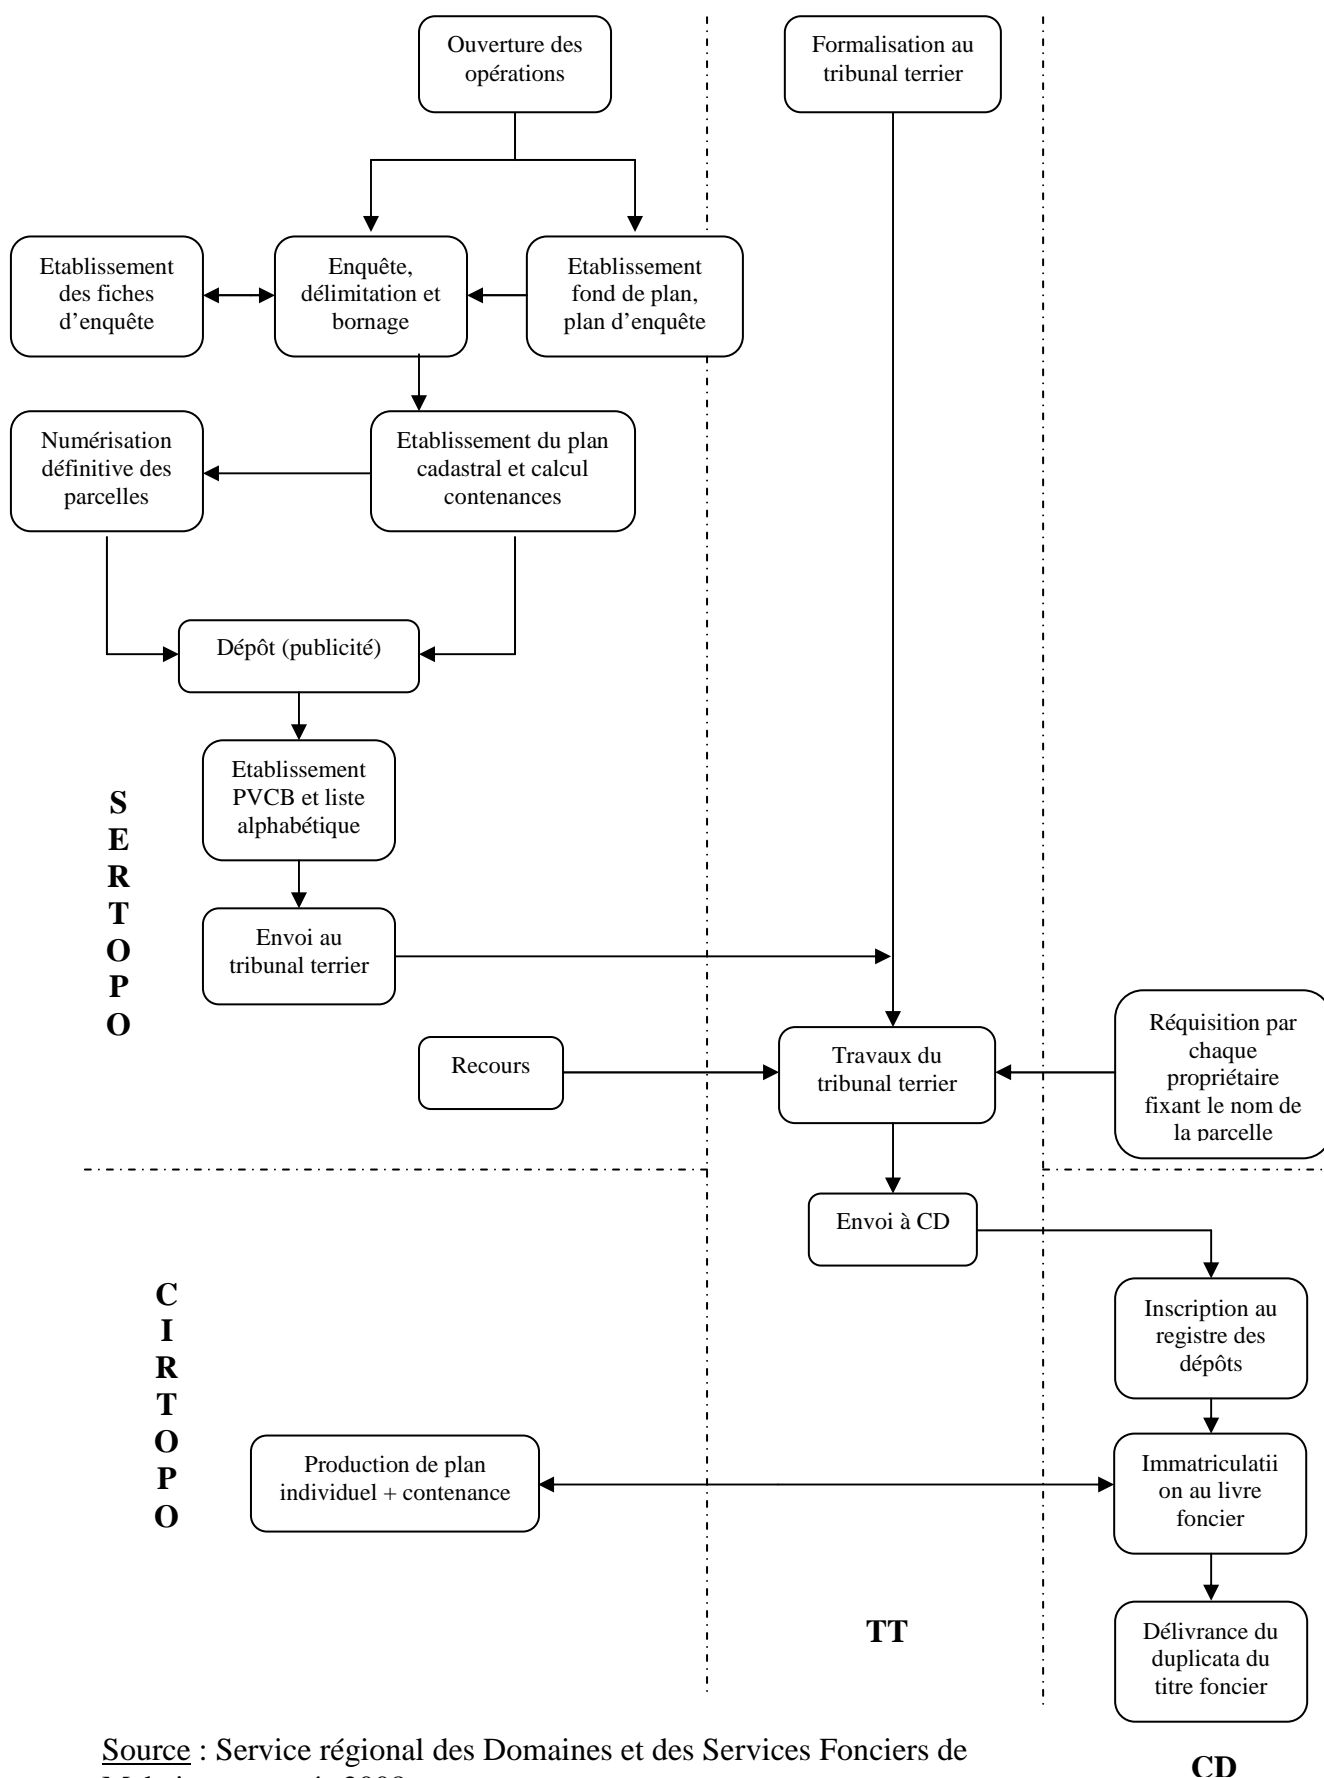 Ouverture des
opérations
Formalisation au
tribunal terrier
Etablissement
des fiches
d'enquête
Enquête,
délimitation et
bornage
Etablissement
fond de plan,
plan d'enquête
Numérisation
définitive des
parcelles
Etablissement du plan
cadastral et calcul
contenances
Dépôt (publicité)
Etablissement
PVCB et liste
alphabétique
S
E
R
T
O
P
O
Envoi au
tribunal terrier
Recours
Travaux du
tribunal terrier
Réquisition par
chaque
propriétaire
fixant le nom de
la parcelle
Envoi à CD
C
I
R
T
O
P
O
Inscription au
registre des
dépôts
Production de plan
individuel + contenance
Immatriculatii
on au livre
foncier
TT
Délivrance du
duplicata du
titre foncier
Source : Service régional des Domaines et des Services Fonciers de
CD